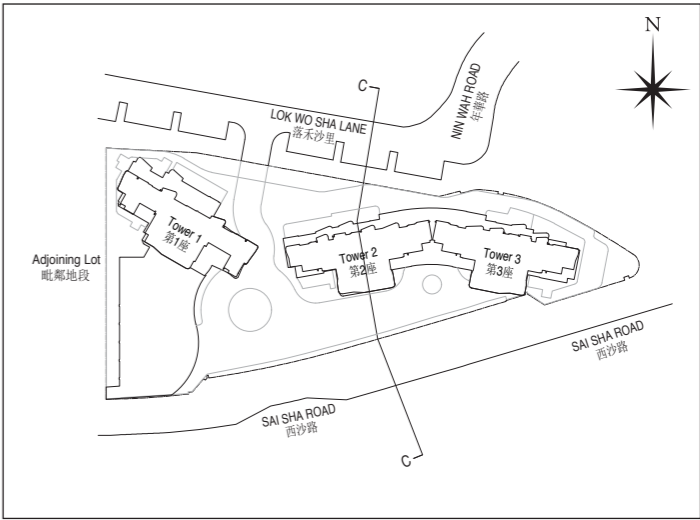 N
C
NIN WAH ROAD
年華路
LOK WO SHA LANE
落禾沙里
Tower 1
第1座
Adjoining Lot
毗鄰地段
Tower 2
第2座
Tower 3
第3座
SAI SHA ROAD
西沙路
SAI SHA ROAD
西沙路
C